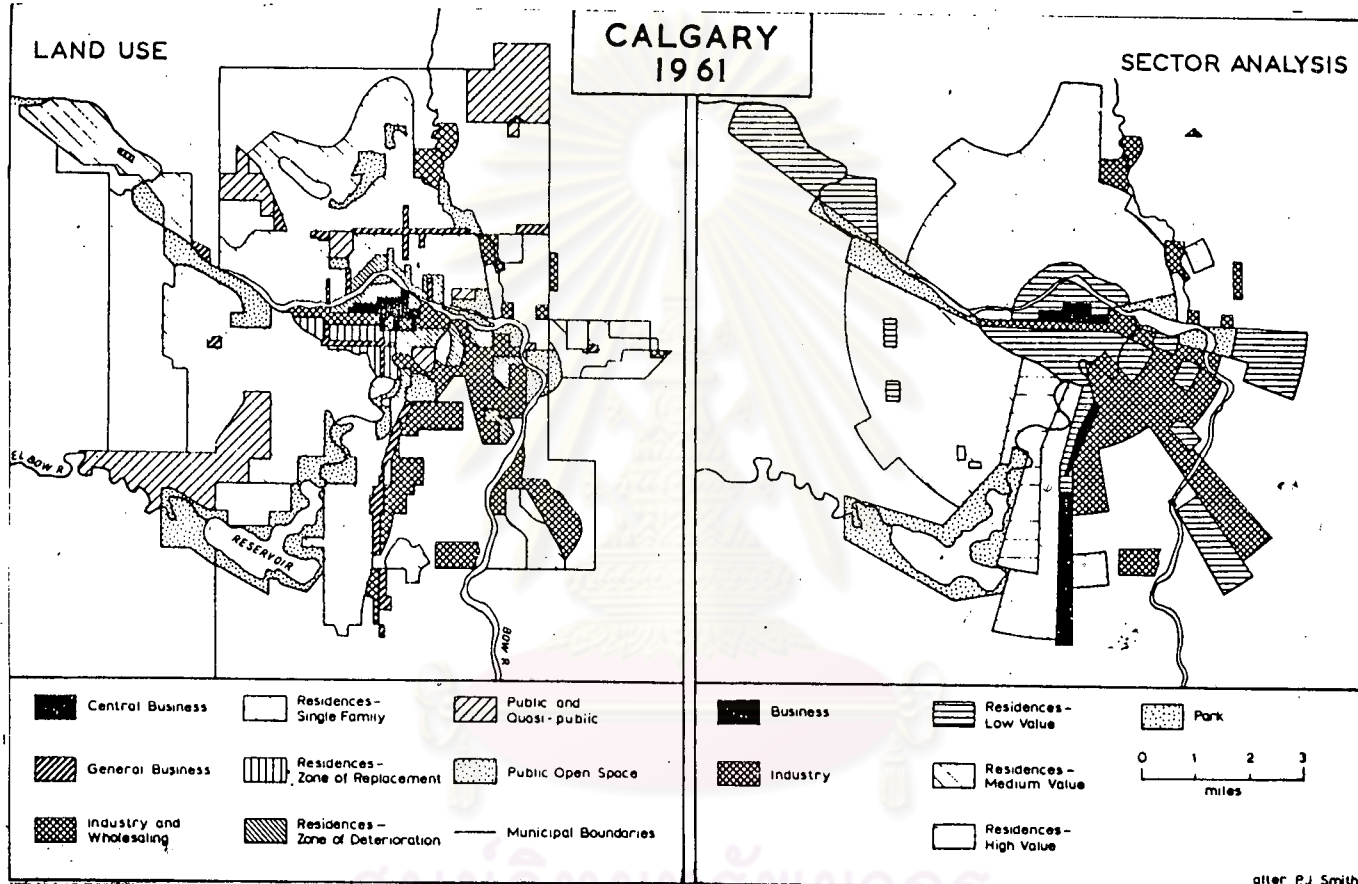 LAND USE
CALGARY
1961
SECTOR ANALYSIS
ELBOW R.
RESERVOIR
BOW R.
Central Business
General Business
Industry and
Wholesaling
Residences-
Single Family
Residences-
Zone of Replacement
Residences-
Zone of Deterioration
Public and
Quasi-public
Public Open Space
Municipal Boundaries
Business
Industry
Residences-
Low Value
Residences-
Medium Value
Residences-
High Value
Park
0 1 2 3
miles
after P.J. Smith